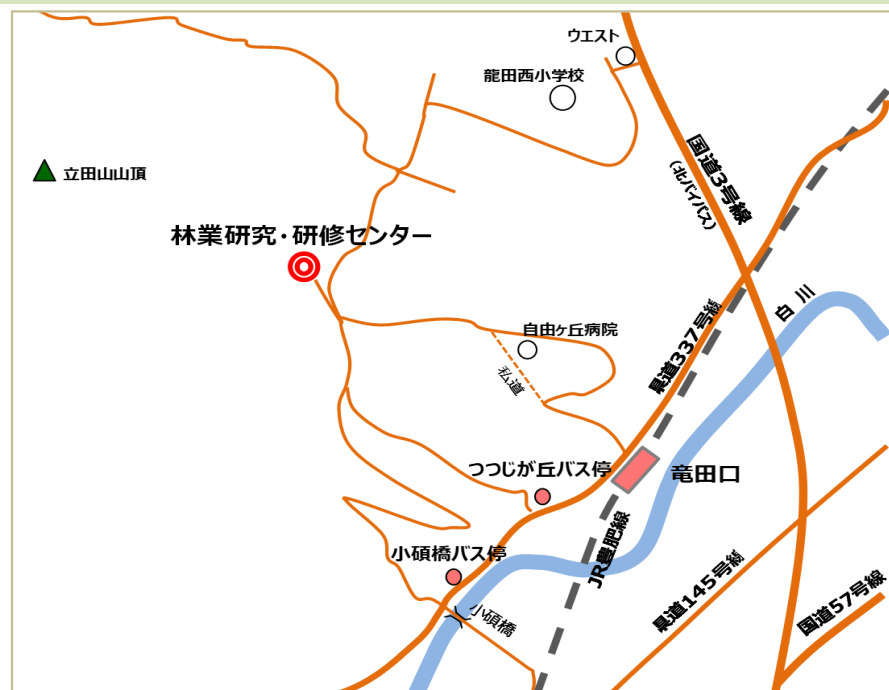 ウエスト
龍田西小学校
国道3号線
(北バイパス)
立田山山頂
林業研究・研修センター
白川
自由ヶ丘病院
県道337号線
私道
つつじが丘バス停
竜田口
小碩橋バス停
JR豊肥線
県道145号線
小碩橋
国道57号線